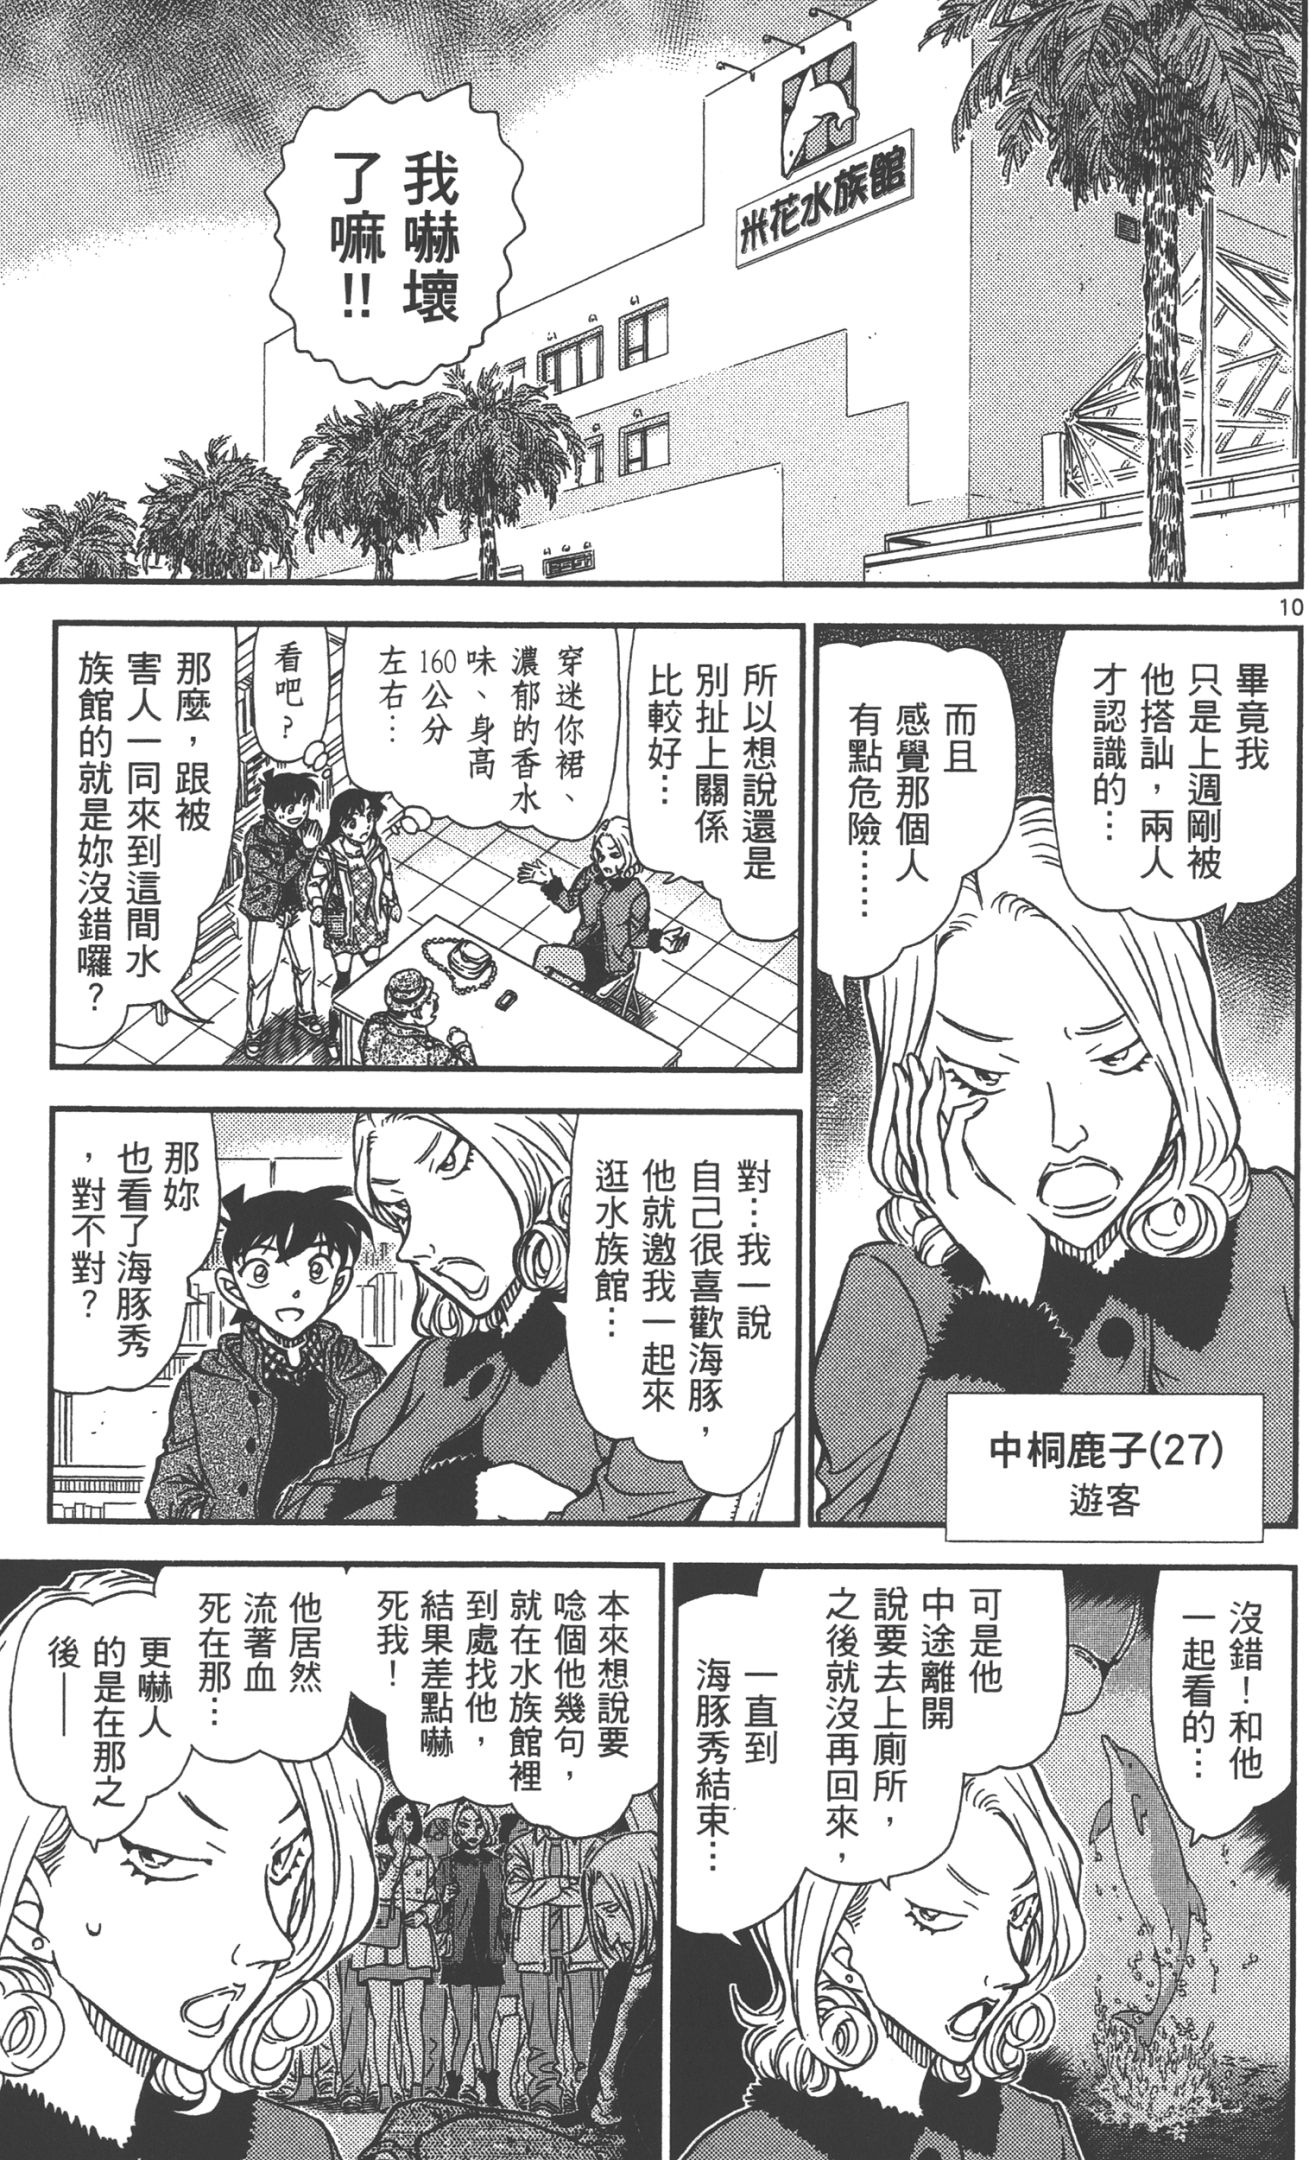 我嚇壞
了嘛!!
米花水族館
10
畢竟我
只是上週剛被
他搭訕，兩人
才認識的…
而且
感覺那個人
有點危險……
中桐鹿子(27)
遊客
所以想說還是
別扯上關係
比較好…
穿迷你裙、
濃郁的香水
味、身高
160公分
左右…
看吧？
那麼，跟被
害人一同來到這間水
族館的就是妳沒錯囉？
對…我一說
自己很喜歡海豚，
他就邀我一起來
逛水族館…
那妳
也看了海豚秀
，對不對？
沒錯！和他
一起看的…
可是他
中途離開
說要去上廁所，
之後就沒再回來，
一直到
海豚秀結束…
本來想說要
唸個他幾句，
就在水族館裡
到處找他，
結果差點嚇
死我！
他居然
流著血
死在那…
更嚇人
的是在那之
後——